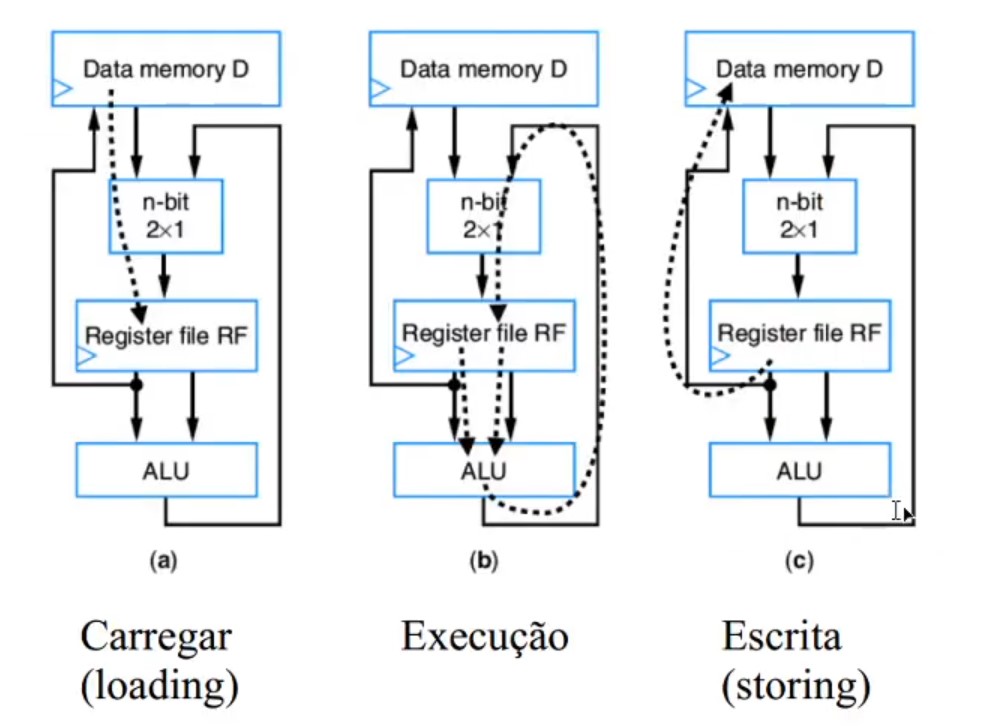 Data memory D
n-bit
2×1
Register file RF
ALU
(a)
Carregar
(loading)
Data memory D
n-bit
2×1
Register file RF
ALU
(b)
Execução
Data memory D
n-bit
2×1
Register file RF
ALU
(c)
Escrita
(storing)